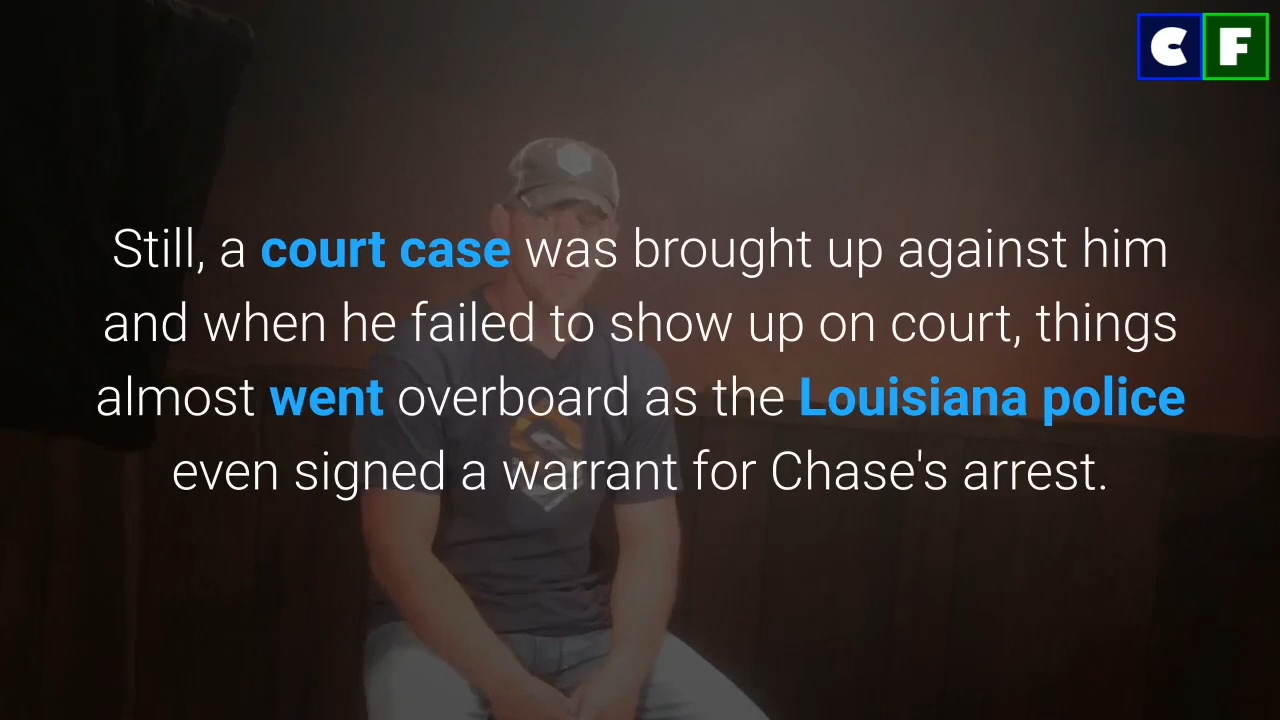 C F
Still, a court case was brought up against him
and when he failed to show up on court, things
almost went overboard as the Louisiana police
even signed a warrant for Chase's arrest.